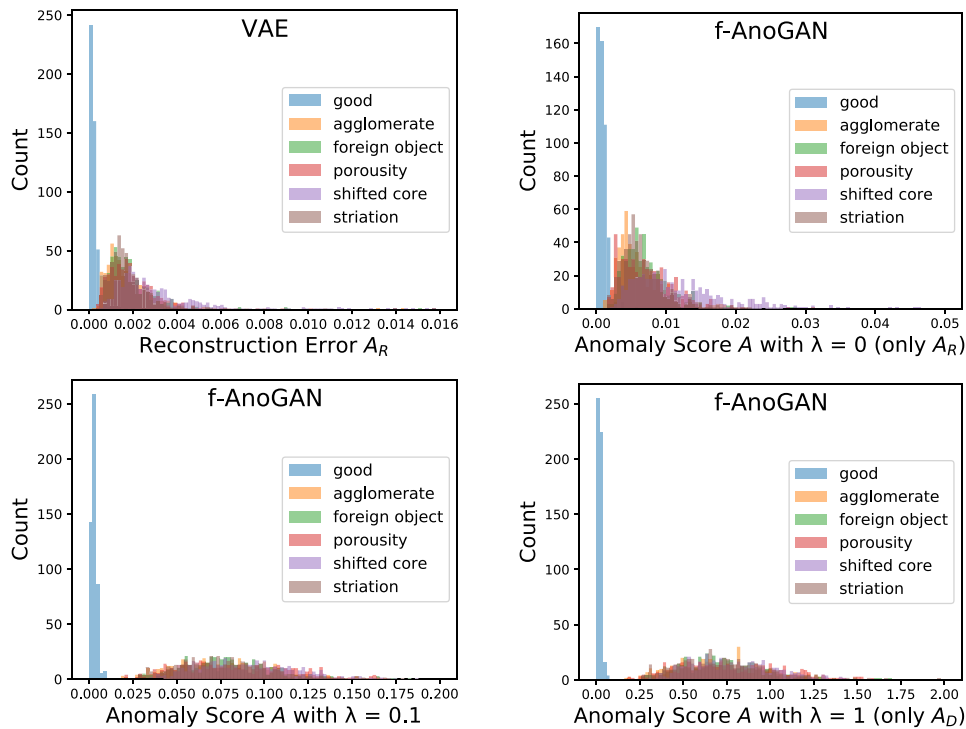 VAE
250
200
150
100
50
0
Count
good
agglomerate
foreign object
porousity
shifted core
striation
0.000 0.002 0.004 0.006 0.008 0.010 0.012 0.014 0.016
Reconstruction Error A_R
f-AnoGAN
160
140
120
100
80
60
40
20
0
Count
good
agglomerate
foreign object
porousity
shifted core
striation
0.00 0.01 0.02 0.03 0.04 0.05
Anomaly Score A with λ = 0 (only A_R)
f-AnoGAN
250
200
150
100
50
0
Count
good
agglomerate
foreign object
porousity
shifted core
striation
0.000 0.025 0.050 0.075 0.100 0.125 0.150 0.175 0.200
Anomaly Score A with λ = 0.1
f-AnoGAN
250
200
150
100
50
0
Count
good
agglomerate
foreign object
porousity
shifted core
striation
0.00 0.25 0.50 0.75 1.00 1.25 1.50 1.75 2.00
Anomaly Score A with λ = 1 (only A_D)